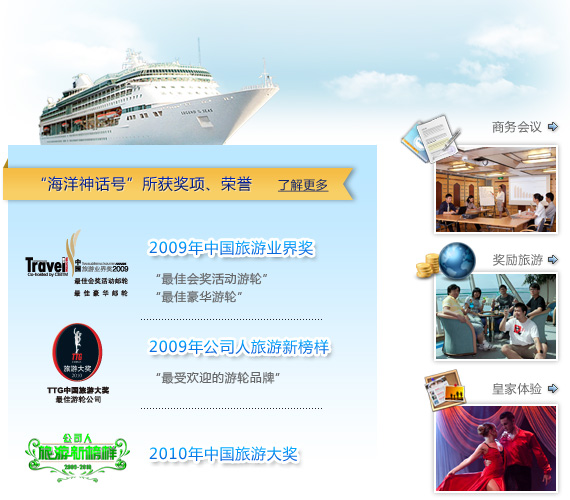 商务会议
“海洋神话号”所获奖项、荣誉 了解更多
Travel
中国旅游业界奖2009
最佳会奖活动邮轮
最佳豪华邮轮
2009年中国旅游业界奖
“最佳会奖活动游轮”
“最佳豪华游轮”
奖励旅游
TTG
旅游大奖
2010
TTG中国旅游大奖
最佳游轮公司
2009年公司人旅游新榜样
“最受欢迎的游轮品牌”
皇家体验
公司人
旅游新榜样
2009-2010
2010年中国旅游大奖